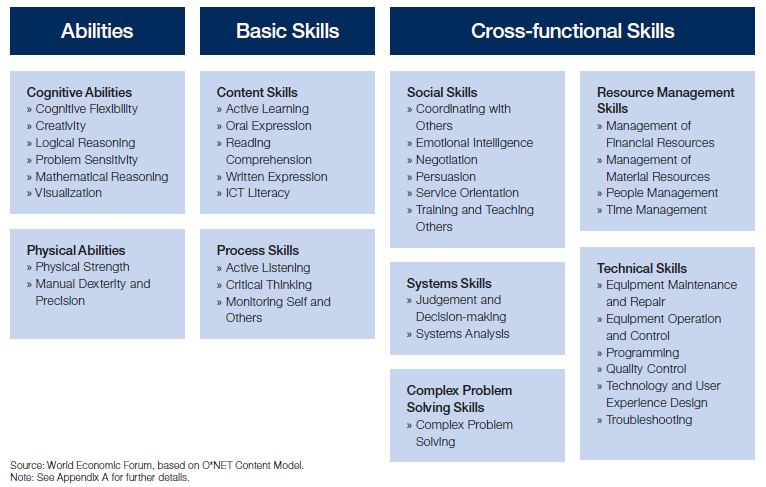 Abilities
Basic Skills
Cross-functional Skills
Cognitive Abilities
» Cognitive Flexibility
» Creativity
» Logical Reasoning
» Problem Sensitivity
» Mathematical Reasoning
» Visualization
Physical Abilities
» Physical Strength
» Manual Dexterity and
Precision
Content Skills
» Active Learning
» Oral Expression
» Reading
Comprehension
» Written Expression
» ICT Literacy
Process Skills
» Active Listening
» Critical Thinking
» Monitoring Self and
Others
Social Skills
» Coordinating with
Others
» Emotional Intelligence
» Negotiation
» Persuasion
» Service Orientation
» Training and Teaching
Others
Systems Skills
» Judgement and
Decision-making
» Systems Analysis
Complex Problem
Solving Skills
» Complex Problem
Solving
Resource Management
Skills
» Management of
Financial Resources
» Management of
Material Resources
» People Management
» Time Management
Technical Skills
» Equipment Maintenance
and Repair
» Equipment Operation
and Control
» Programming
» Quality Control
» Technology and User
Experience Design
» Troubleshooting
Source: World Economic Forum, based on O*NET Content Model.
Note: See Appendix A for further details.